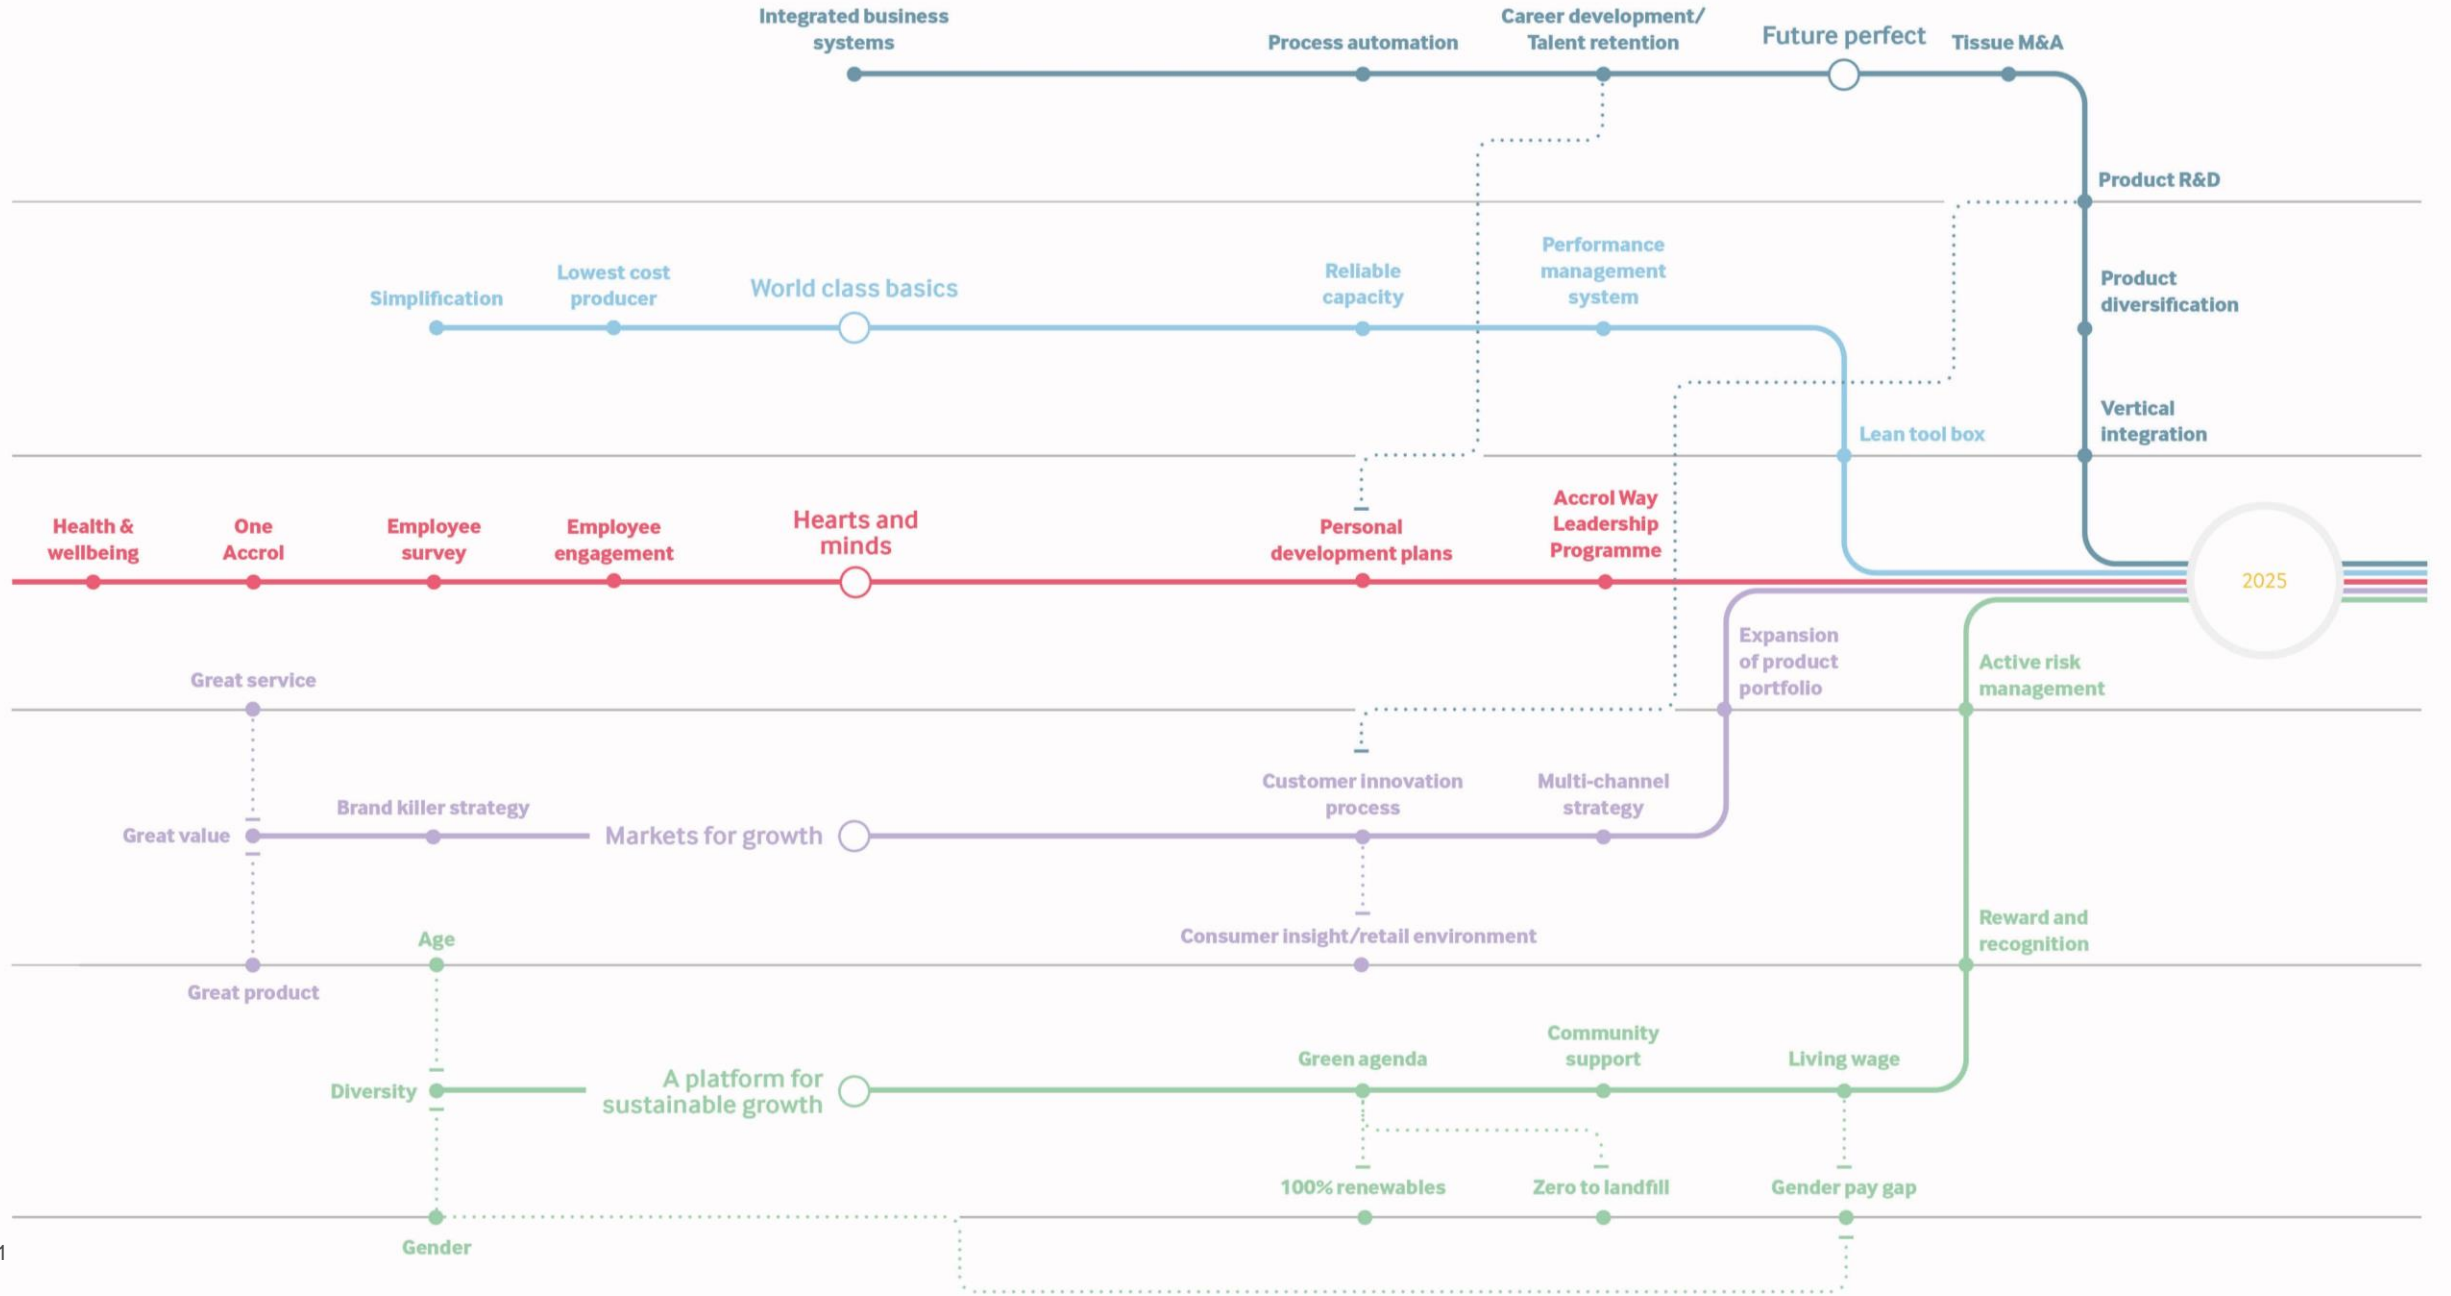 Integrated business
systems
Process automation
Career development/
Talent retention
Future perfect
Tissue M&A
Product R&D
Simplification
Lowest cost
producer
World class basics
Reliable
capacity
Performance
management
system
Product
diversification
Lean tool box
Vertical
integration
Health &
wellbeing
One
Accrol
Employee
survey
Employee
engagement
Hearts and
minds
Personal
development plans
Accrol Way
Leadership
Programme
2025
Great service
Expansion
of product
portfolio
Active risk
management
Great value
Brand killer strategy
Markets for growth
Customer innovation
process
Multi-channel
strategy
Great product
Age
Consumer insight/retail environment
Reward and
recognition
Diversity
A platform for
sustainable growth
Green agenda
Community
support
Living wage
100% renewables
Zero to landfill
Gender pay gap
Gender
1